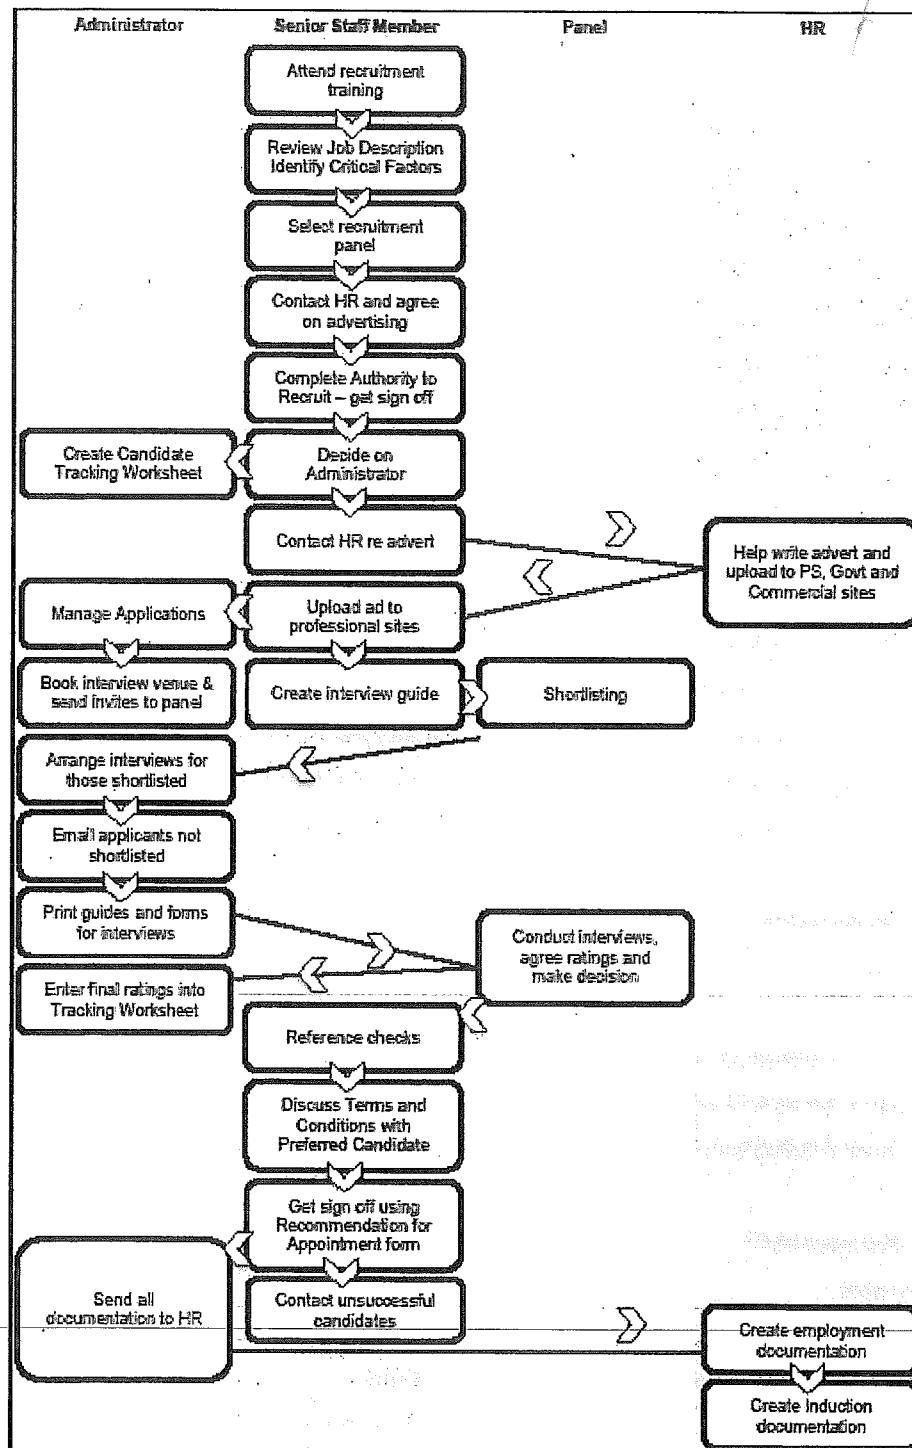 Administrator
Senior Staff Member
Panel
HR
Attend recruitment
training
Review Job Description
Identify Critical Factors
Select recruitment
panel
Contact HR and agree
on advertising
Complete Authority to
Recruit – get sign off
Create Candidate
Tracking Worksheet
Decide on
Administrator
Contact HR re advert
Help write advert and
upload to PS, Govt and
Commercial sites
Manage Applications
Upload ad to
professional sites
Book interview venue &
send invites to panel
Create interview guide
Shortlisting
Arrange interviews for
those shortlisted
Email applicants not
shortlisted
Print guides and forms
for interviews
Conduct interviews,
agree ratings and
make decision
Enter final ratings into
Tracking Worksheet
Reference checks
Discuss Terms and
Conditions with
Preferred Candidate
Get sign off using
Recommendation for
Appointment form
Send all
documentation to HR
Contact unsuccessful
candidates
Create employment
documentation
Create Induction
documentation